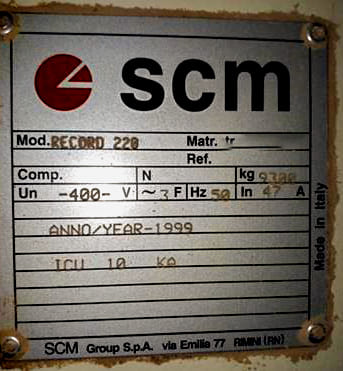 scm
Mod. RECORD 220 Matr. tr
Ref.
Comp. N kg 9300
Un -400- V ~ 3 F Hz 50 In 47 A
ANNO/YEAR-1999
ICU 10 KA
Made in Italy
SCM Group S.p.A. via Emilia 77 RIMINI (RN)